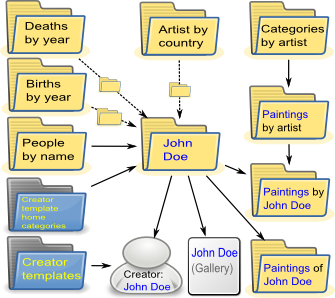 Deaths
by year
Artist by
country
Categories
by artist
Births
by year
Paintings
by artist
People
by name
John
Doe
Creator
template
home
categories
Paintings by
John Doe
Creator
templates
Creator:
John Doe
John Doe
(Gallery)
Paintings of
John Doe